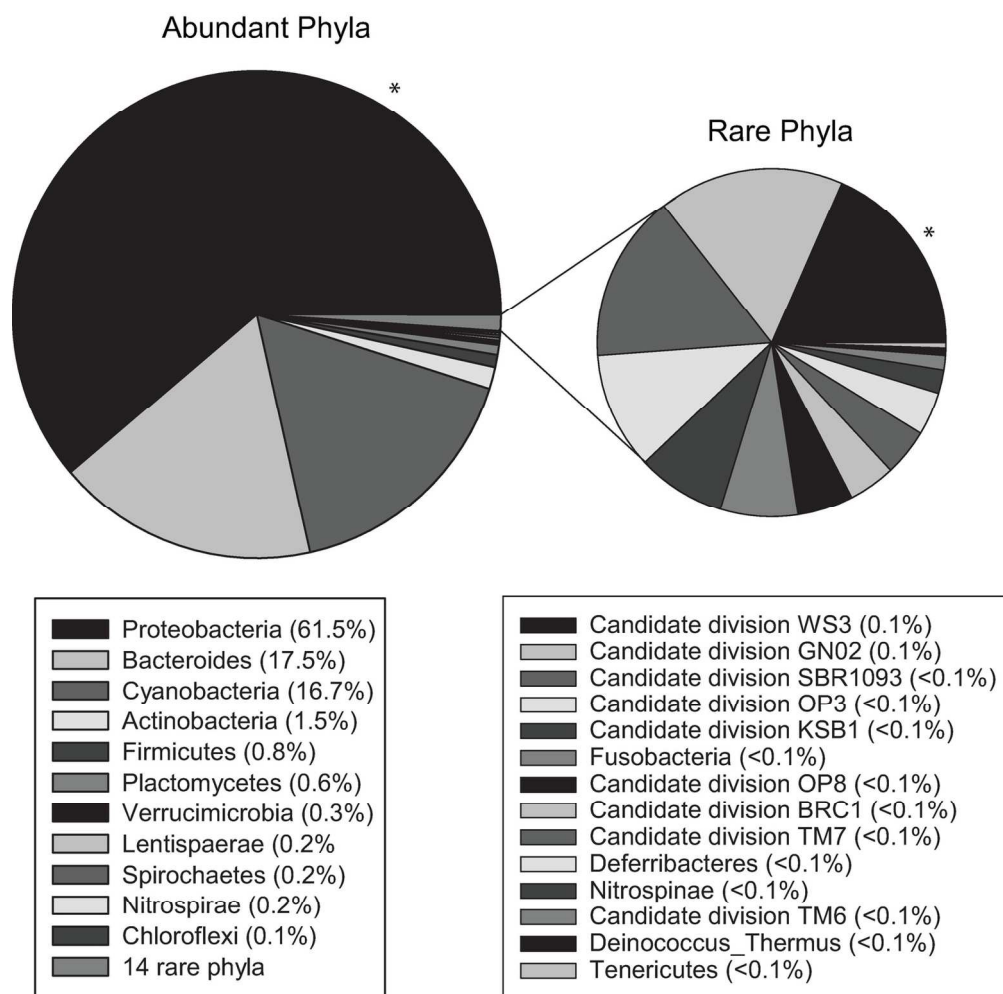 Abundant Phyla
*
Rare Phyla
*
Proteobacteria (61.5%)
Bacteroides (17.5%)
Cyanobacteria (16.7%)
Actinobacteria (1.5%)
Firmicutes (0.8%)
Plactomycetes (0.6%)
Verrucimicrobia (0.3%)
Lentispaerae (0.2%
Spirochaetes (0.2%)
Nitrospirae (0.2%)
Chloroflexi (0.1%)
14 rare phyla
Candidate division WS3 (0.1%)
Candidate division GN02 (0.1%)
Candidate division SBR1093 (<0.1%)
Candidate division OP3 (<0.1%)
Candidate division KSB1 (<0.1%)
Fusobacteria (<0.1%)
Candidate division OP8 (<0.1%)
Candidate division BRC1 (<0.1%)
Candidate division TM7 (<0.1%)
Deferribacteres (<0.1%)
Nitrospinae (<0.1%)
Candidate division TM6 (<0.1%)
Deinococcus_Thermus (<0.1%)
Tenericutes (<0.1%)